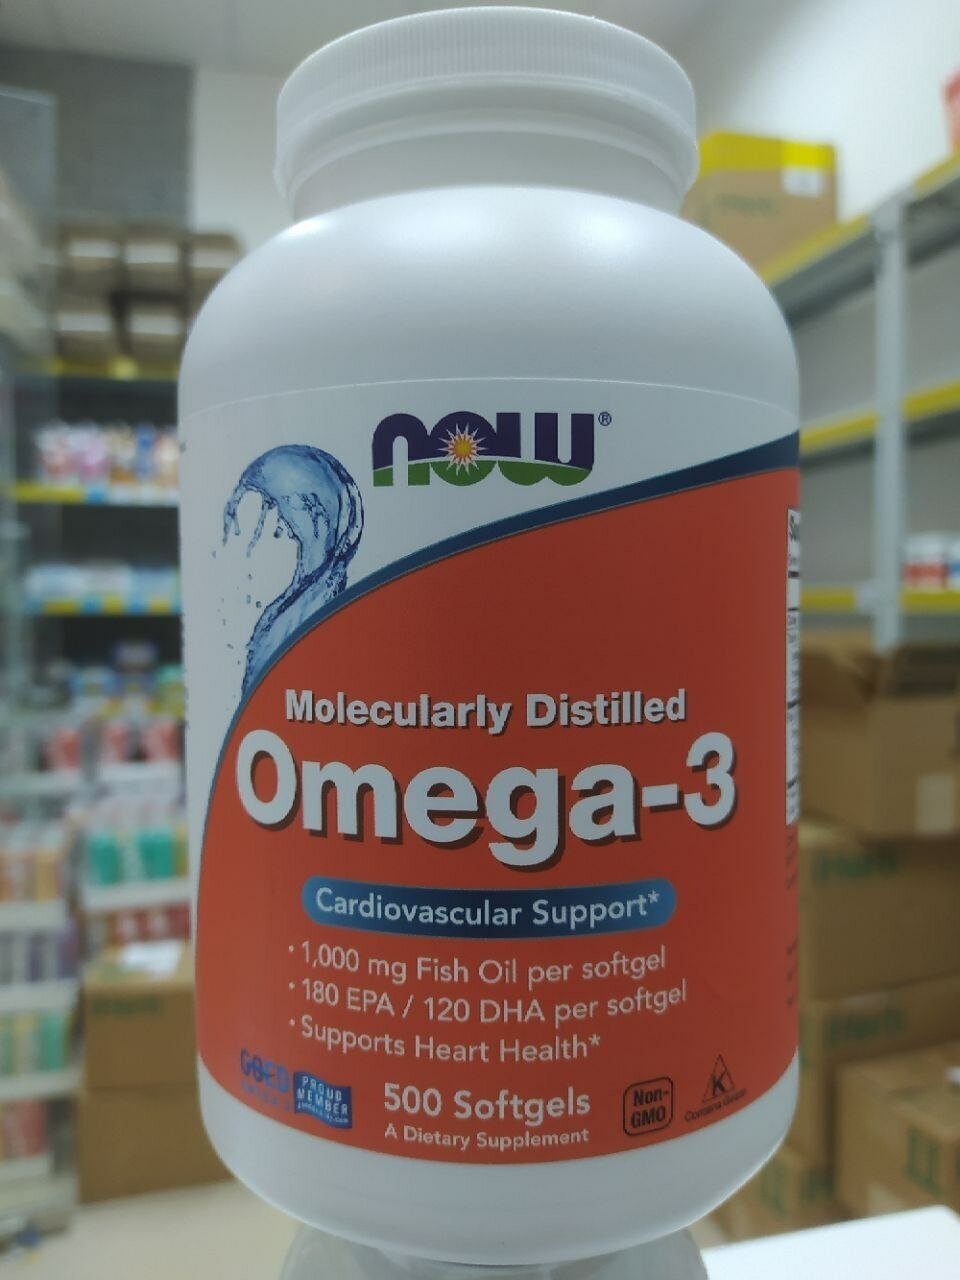 now®
Molecularly Distilled
Omega-3
Cardiovascular Support*
• 1,000 mg Fish Oil per softgel
• 180 EPA / 120 DHA per softgel
• Supports Heart Health*
GOED
PROUD
MEMBER
500 Softgels
A Dietary Supplement
Non-
GMO
K